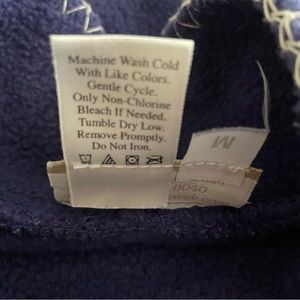 Machine Wash Cold
With Like Colors.
Gentle Cycle.
Only Non-Chlorine
Bleach If Needed.
Tumble Dry Low.
Remove Promptly.
Do Not Iron.
M
0040